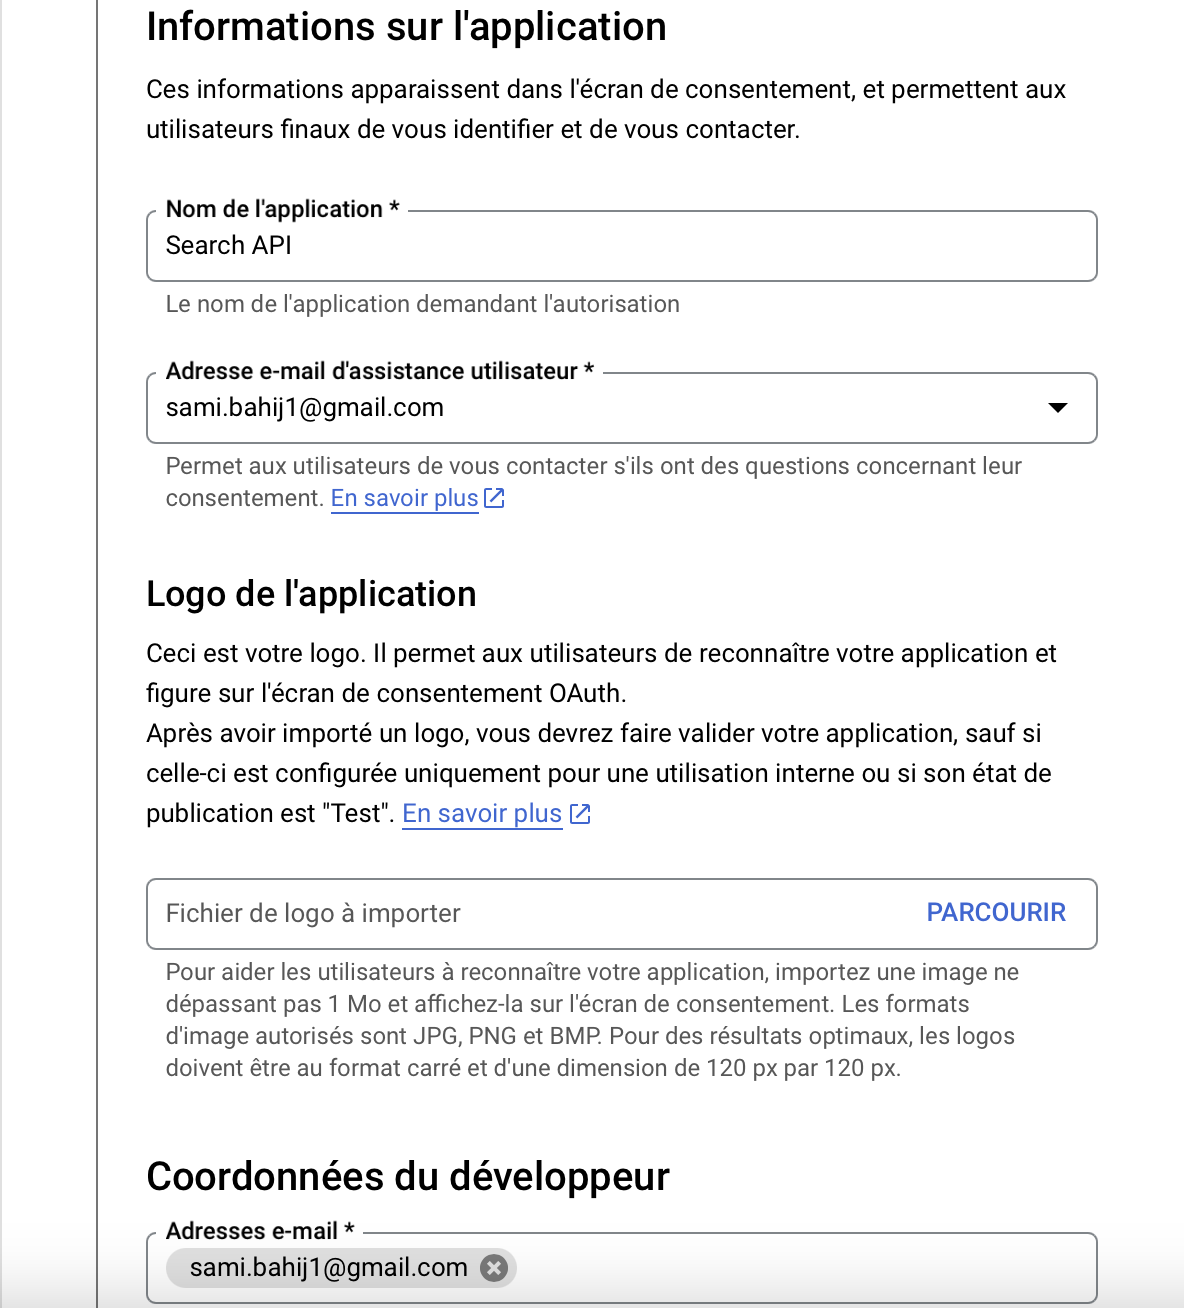 Informations sur l'application
Ces informations apparaissent dans l'écran de consentement, et permettent aux
utilisateurs finaux de vous identifier et de vous contacter.
Nom de l'application *
Search API
Le nom de l'application demandant l'autorisation
Adresse e-mail d'assistance utilisateur *
sami.bahij1@gmail.com
Permet aux utilisateurs de vous contacter s'ils ont des questions concernant leur
consentement. En savoir plus
Logo de l'application
Ceci est votre logo. Il permet aux utilisateurs de reconnaître votre application et
figure sur l'écran de consentement OAuth.
Après avoir importé un logo, vous devrez faire valider votre application, sauf si
celle-ci est configurée uniquement pour une utilisation interne ou si son état de
publication est "Test". En savoir plus
Fichier de logo à importer PARCOURIR
Pour aider les utilisateurs à reconnaître votre application, importez une image ne
dépassant pas 1 Mo et affichez-la sur l'écran de consentement. Les formats
d'image autorisés sont JPG, PNG et BMP. Pour des résultats optimaux, les logos
doivent être au format carré et d'une dimension de 120 px par 120 px.
Coordonnées du développeur
Adresses e-mail *
sami.bahij1@gmail.com